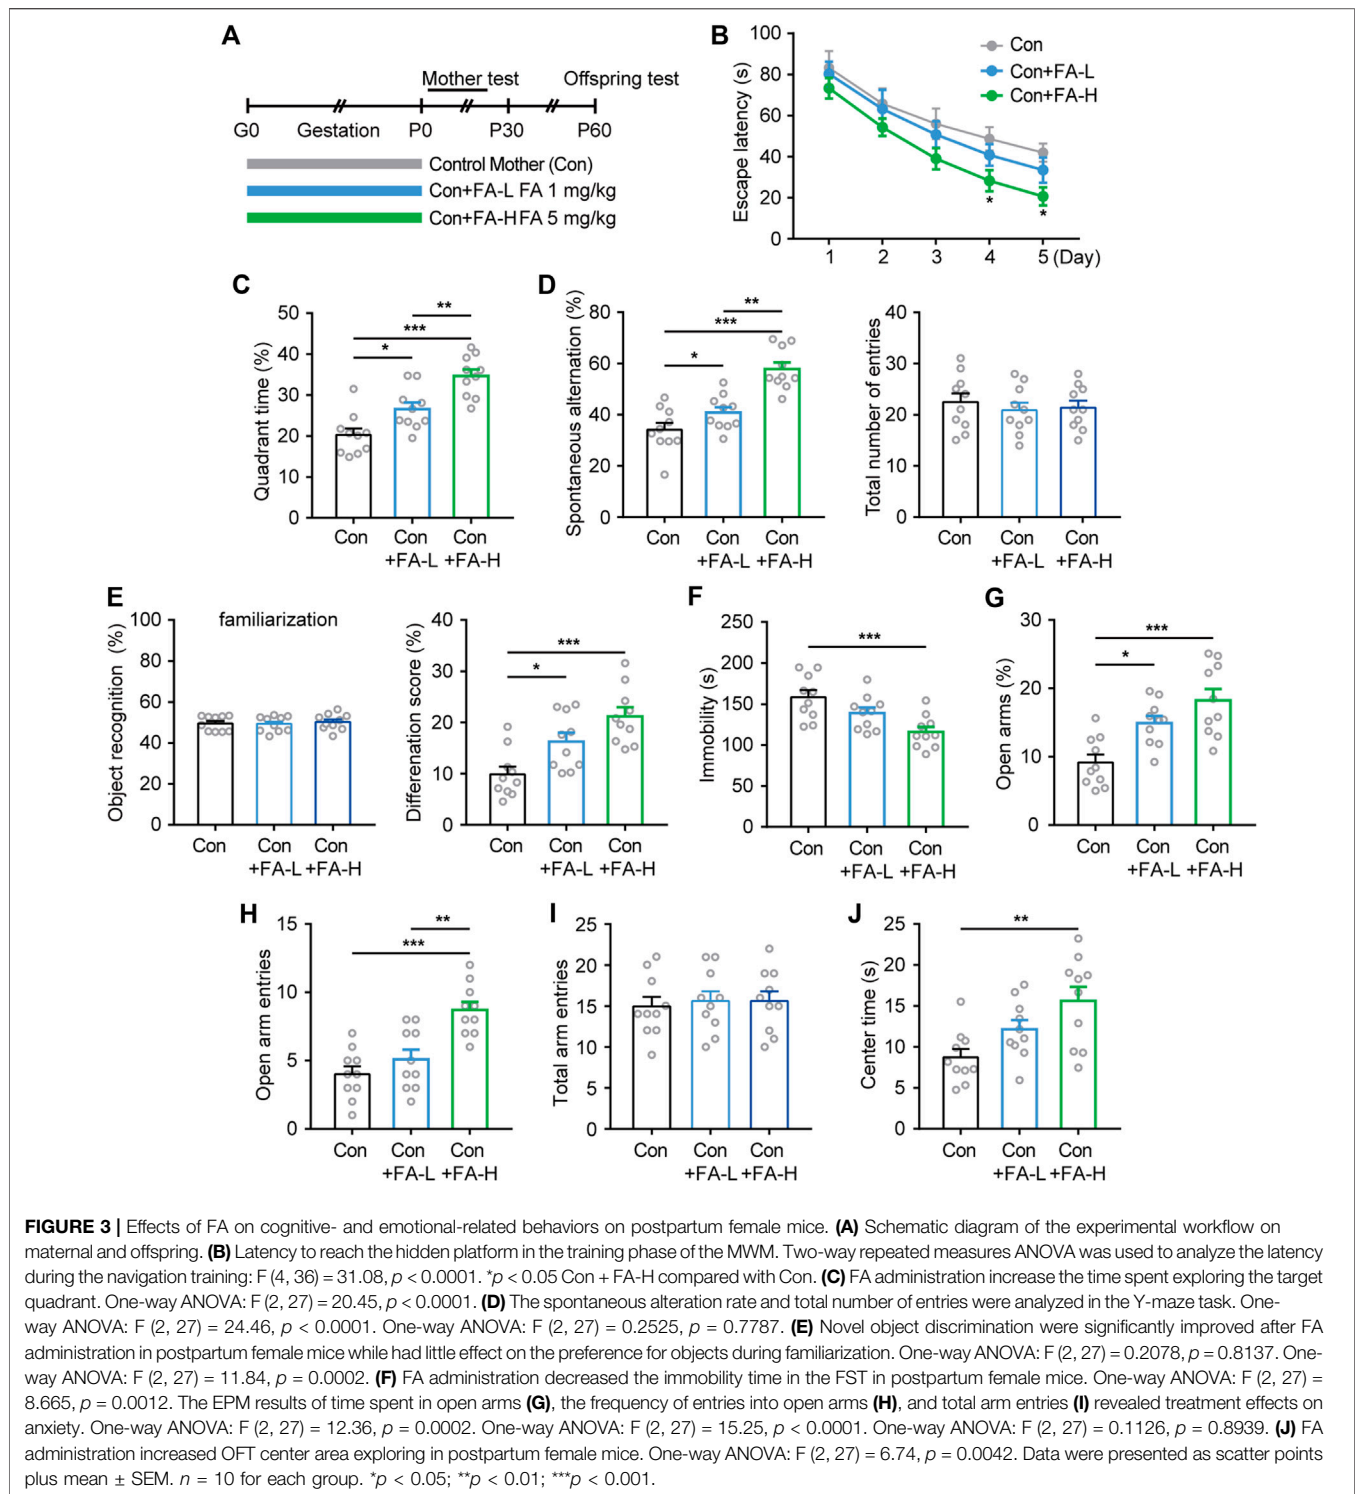 A
Mother test
Offspring test
G0
Gestation
P0
P30
P60
Control Mother (Con)
Con+FA-L FA 1 mg/kg
Con+FA-H FA 5 mg/kg
B
Escape latency (s)
100
80
60
40
20
0
Con
Con+FA-L
Con+FA-H
*
*
1 2 3 4 5 (Day)
C
Quadrant time (%)
50
40
30
20
10
0
**
***
*
Con Con Con
+FA-L +FA-H
D
Spontaneous alternation (%)
80
60
40
20
0
**
***
*
Con Con Con
+FA-L +FA-H
Total number of entries
40
30
20
10
0
Con Con Con
+FA-L +FA-H
E
Object recognition (%)
familiarization
100
80
60
40
20
0
Con Con Con
+FA-L +FA-H
Differenation score (%)
40
30
20
10
0
***
*
Con Con Con
+FA-L +FA-H
F
Immobility (s)
250
200
150
100
50
0
***
Con Con Con
+FA-L +FA-H
G
Open arms (%)
30
20
10
0
***
*
Con Con Con
+FA-L +FA-H
H
Open arm entries
15
10
5
0
**
***
Con Con Con
+FA-L +FA-H
I
Total arm entries
25
20
15
10
5
0
Con Con Con
+FA-L +FA-H
J
Center time (s)
25
20
15
10
5
0
**
Con Con Con
+FA-L +FA-H
FIGURE 3 | Effects of FA on cognitive- and emotional-related behaviors on postpartum female mice. (A) Schematic diagram of the experimental workflow on
maternal and offspring. (B) Latency to reach the hidden platform in the training phase of the MWM. Two-way repeated measures ANOVA was used to analyze the latency
during the navigation training: F (4, 36) = 31.08, p < 0.0001. *p < 0.05 Con + FA-H compared with Con. (C) FA administration increase the time spent exploring the target
quadrant. One-way ANOVA: F (2, 27) = 20.45, p < 0.0001. (D) The spontaneous alteration rate and total number of entries were analyzed in the Y-maze task. One-
way ANOVA: F (2, 27) = 24.46, p < 0.0001. One-way ANOVA: F (2, 27) = 0.2525, p = 0.7787. (E) Novel object discrimination were significantly improved after FA
administration in postpartum female mice while had little effect on the preference for objects during familiarization. One-way ANOVA: F (2, 27) = 0.2078, p = 0.8137. One-
way ANOVA: F (2, 27) = 11.84, p = 0.0002. (F) FA administration decreased the immobility time in the FST in postpartum female mice. One-way ANOVA: F (2, 27) =
8.665, p = 0.0012. The EPM results of time spent in open arms (G), the frequency of entries into open arms (H), and total arm entries (I) revealed treatment effects on
anxiety. One-way ANOVA: F (2, 27) = 12.36, p = 0.0002. One-way ANOVA: F (2, 27) = 15.25, p < 0.0001. One-way ANOVA: F (2, 27) = 0.1126, p = 0.8939. (J) FA
administration increased OFT center area exploring in postpartum female mice. One-way ANOVA: F (2, 27) = 6.74, p = 0.0042. Data were presented as scatter points
plus mean ± SEM. n = 10 for each group. *p < 0.05; **p < 0.01; ***p < 0.001.